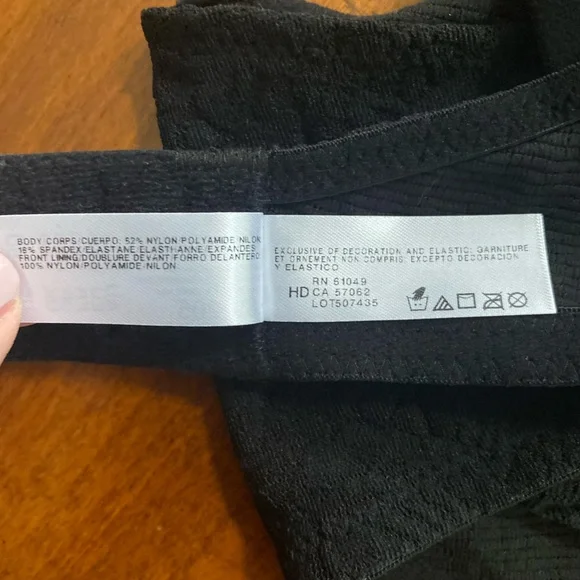 BODY CORPS/CUERPO: 52% NYLON/POLYAMIDE/NILON
18% SPANDEX/ELASTANE/ELASTHANNE/EXPANDES
FRONT LINING/DOUBLURE DEVANT/FORRO DELANTERO
100% NYLON/POLYAMIDE/NILON.
EXCLUSIVE OF DECORATION AND ELASTIC: GARNITURE
ET ORNEMENT NON COMPRIS: EXCEPTO DECORACION
Y ELASTICO
RN 61049
HD CA 57062
LOT507435